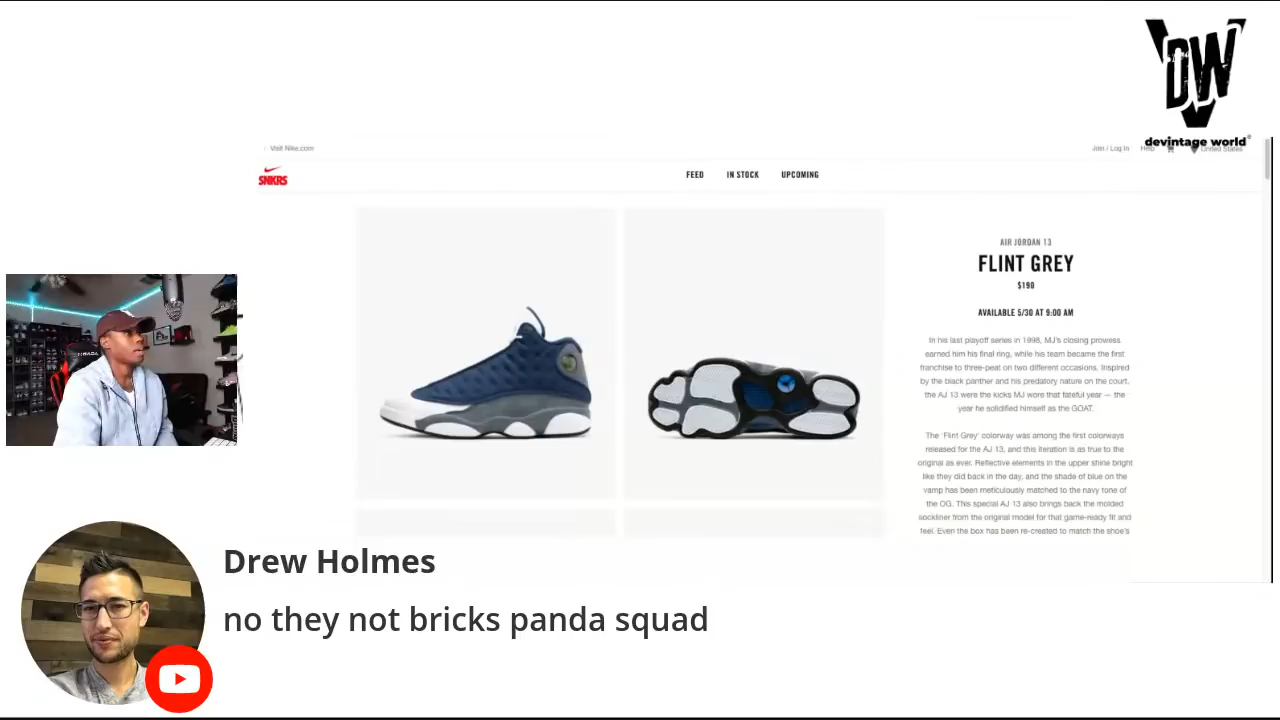 DW
devintage world®
Visit Nike.com
Join / Log In
Help
United States
SNKRS
FEED
IN STOCK
UPCOMING
AIR JORDAN 13
FLINT GREY
$190
AVAILABLE 5/30 AT 9:00 AM
In his last playoff series in 1998, MJ's closing prowess
earned him his final ring, while his team became the first
franchise to three-peat on two different occasions. Inspired
by the black panther and his predatory nature on the court,
the AJ 13 were the kicks MJ wore that fateful year — the
year he solidified himself as the GOAT.
The 'Flint Grey' colorway was among the first colorways
released for the AJ 13, and this iteration is as true to the
original as ever. Reflective elements in the upper shine bright
like they did back in the day, and the shade of blue on the
vamp has been meticulously matched to the navy tone of
the OG. This special AJ 13 also brings back the molded
sockliner from the original model for that game-ready fit and
feel. Even the box has been re-created to match the shoe's
Drew Holmes
no they not bricks panda squad